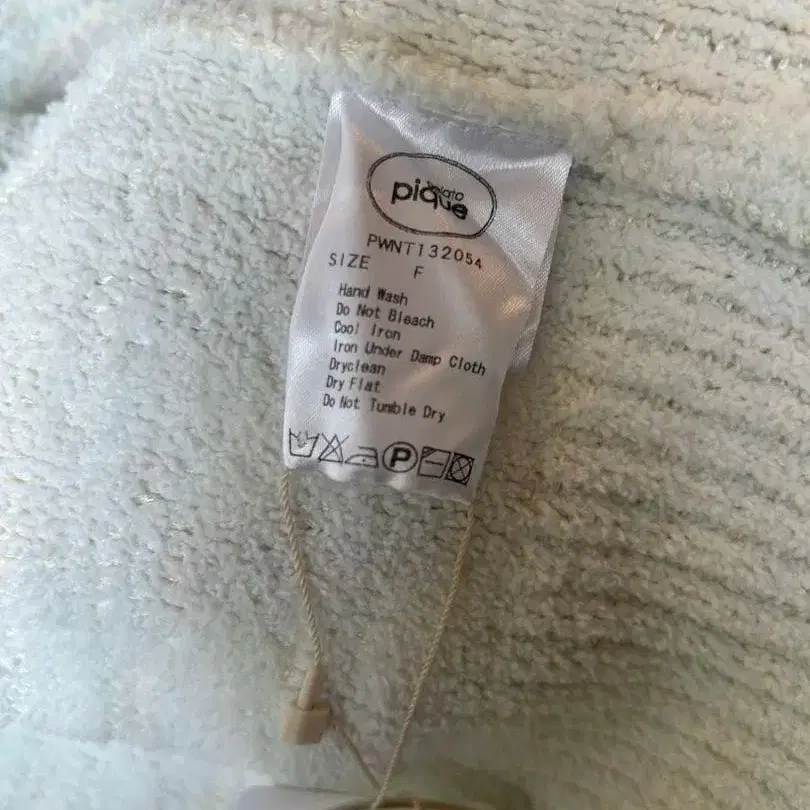 gelato
pique
PWNT132054
SIZE F
Hand Wash
Do Not Bleach
Cool Iron
Iron Under Damp Cloth
Dryclean
Dry Flat
Do Not Tumble Dry
P